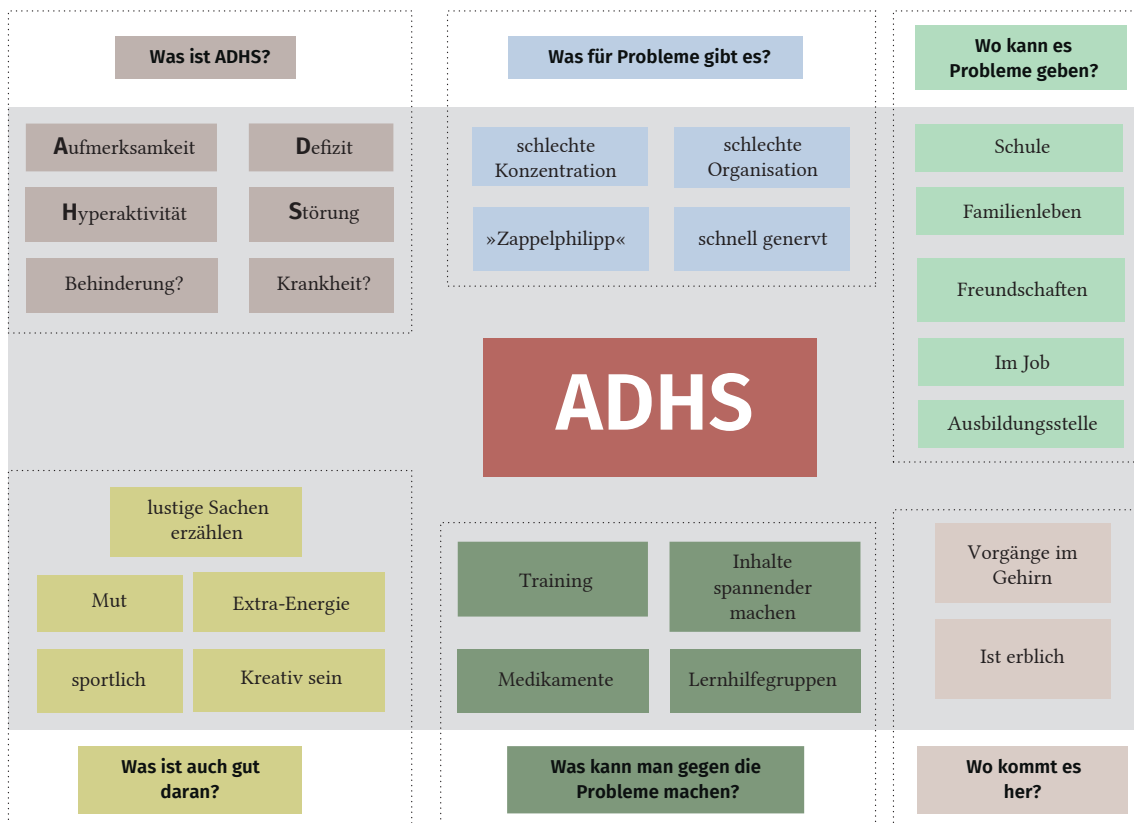 Was ist ADHS?
Aufmerksamkeit
Defizit
Hyperaktivität
Störung
Behinderung?
Krankheit?
Was für Probleme gibt es?
schlechte
Konzentration
schlechte
Organisation
»Zappelphilipp«
schnell genervt
Wo kann es
Probleme geben?
Schule
Familienleben
Freundschaften
Im Job
Ausbildungsstelle
ADHS
lustige Sachen
erzählen
Mut
Extra-Energie
sportlich
Kreativ sein
Was ist auch gut
daran?
Training
Inhalte
spannender
machen
Medikamente
Lernhilfegruppen
Was kann man gegen die
Probleme machen?
Vorgänge im
Gehirn
Ist erblich
Wo kommt es
her?